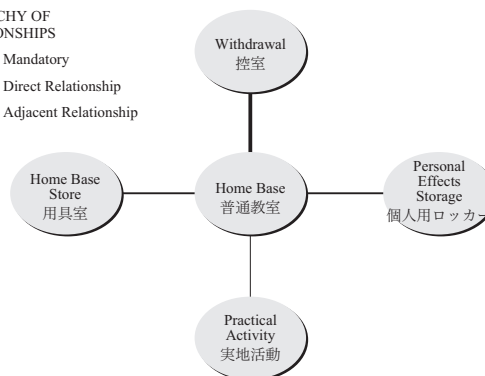 CHY OF
ONSHIPS
Mandatory
Direct Relationship
Adjacent Relationship
Withdrawal
控室
Home Base
Store
用具室
Home Base
普通教室
Personal
Effects
Storage
個人用ロッカー
Practical
Activity
実地活動